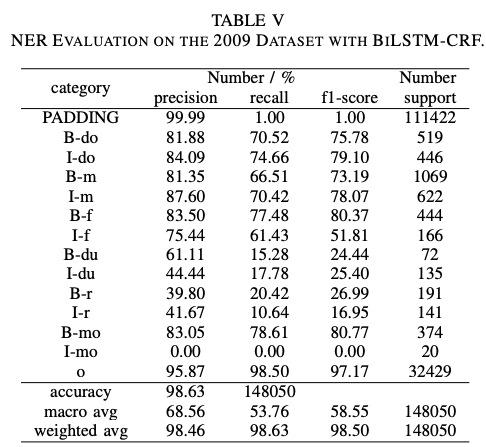 TABLE V
NER EVALUATION ON THE 2009 DATASET WITH BILSTM-CRF.
category Number / % Number
precision recall f1-score support
PADDING 99.99 1.00 1.00 111422
B-do 81.88 70.52 75.78 519
I-do 84.09 74.66 79.10 446
B-m 81.35 66.51 73.19 1069
I-m 87.60 70.42 78.07 622
B-f 83.50 77.48 80.37 444
I-f 75.44 61.43 51.81 166
B-du 61.11 15.28 24.44 72
I-du 44.44 17.78 25.40 135
B-r 39.80 20.42 26.99 191
I-r 41.67 10.64 16.95 141
B-mo 83.05 78.61 80.77 374
I-mo 0.00 0.00 0.00 20
o 95.87 98.50 97.17 32429
accuracy 98.63 148050
macro avg 68.56 53.76 58.55 148050
weighted avg 98.46 98.63 98.50 148050